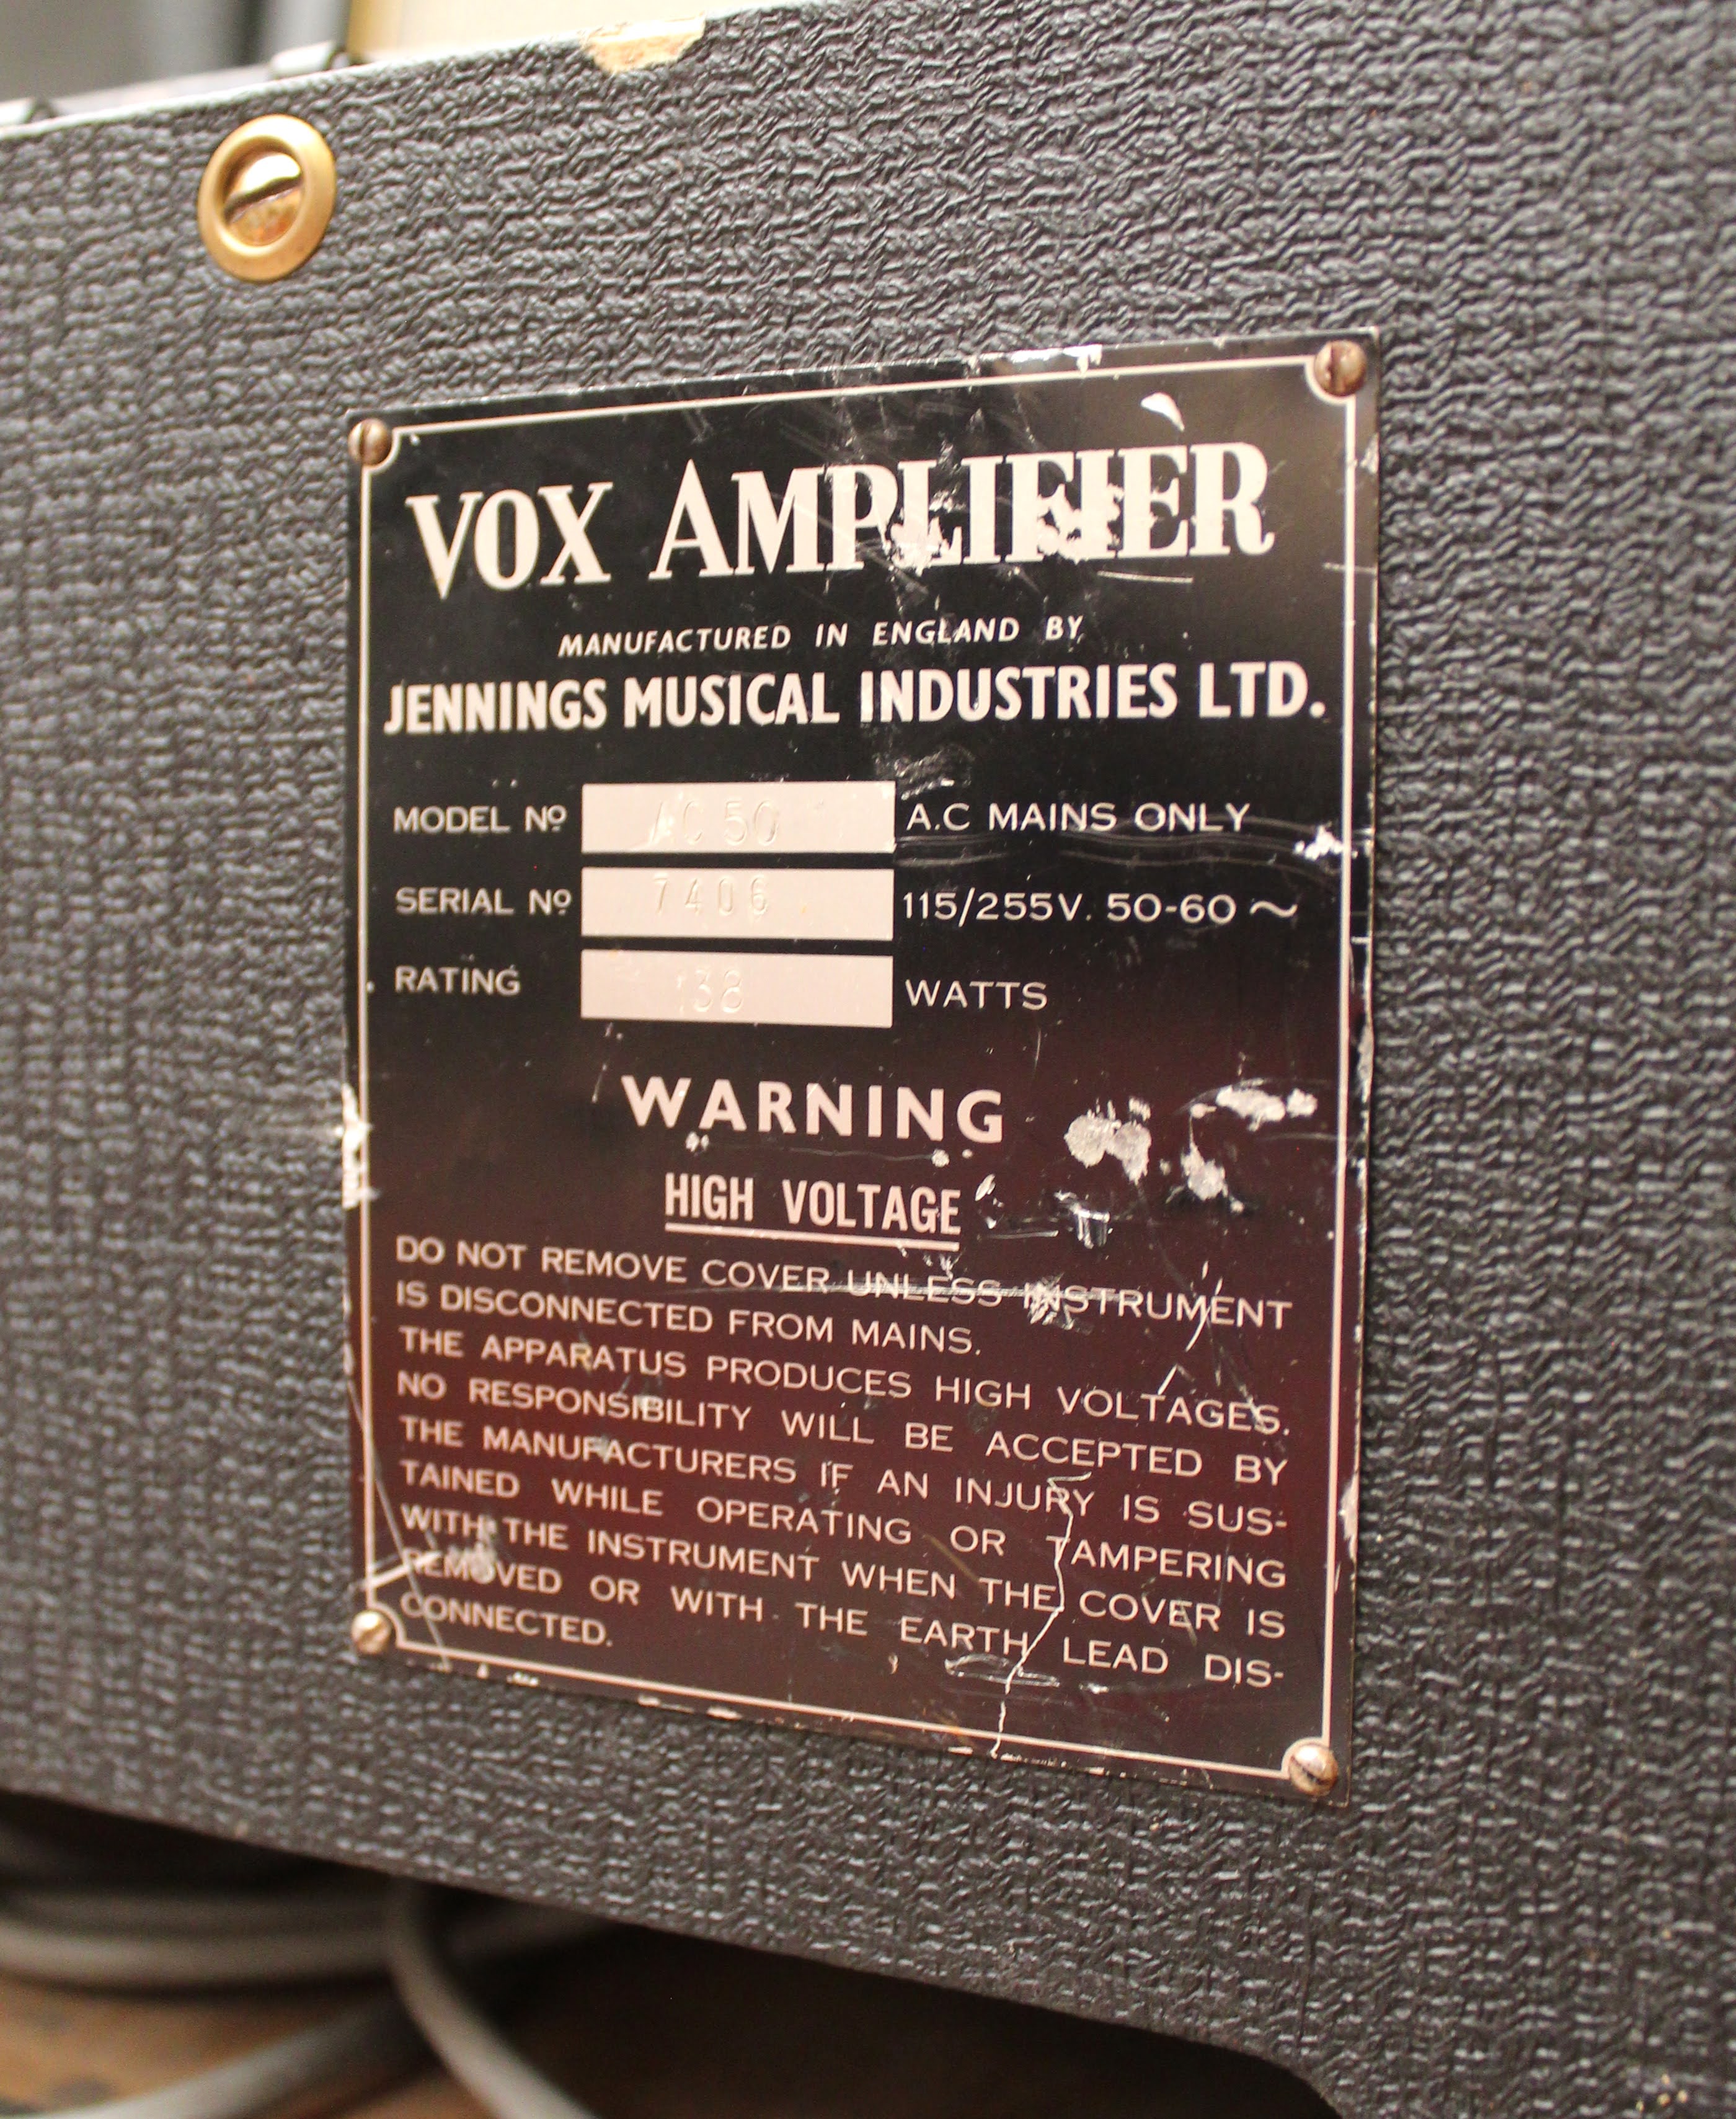 VOX AMPLIFIER
MANUFACTURED IN ENGLAND BY
JENNINGS MUSICAL INDUSTRIES LTD.
MODEL Nº AC 50 A.C MAINS ONLY
SERIAL Nº 7406 115/255V. 50-60 ~
RATING 138 WATTS
WARNING
HIGH VOLTAGE
DO NOT REMOVE COVER UNLESS INSTRUMENT
IS DISCONNECTED FROM MAINS.
THE APPARATUS PRODUCES HIGH VOLTAGES.
NO RESPONSIBILITY WILL BE ACCEPTED BY
THE MANUFACTURERS IF AN INJURY IS SUS-
TAINED WHILE OPERATING OR TAMPERING
WITH THE INSTRUMENT WHEN THE COVER IS
REMOVED OR WITH THE EARTH LEAD DIS-
CONNECTED.